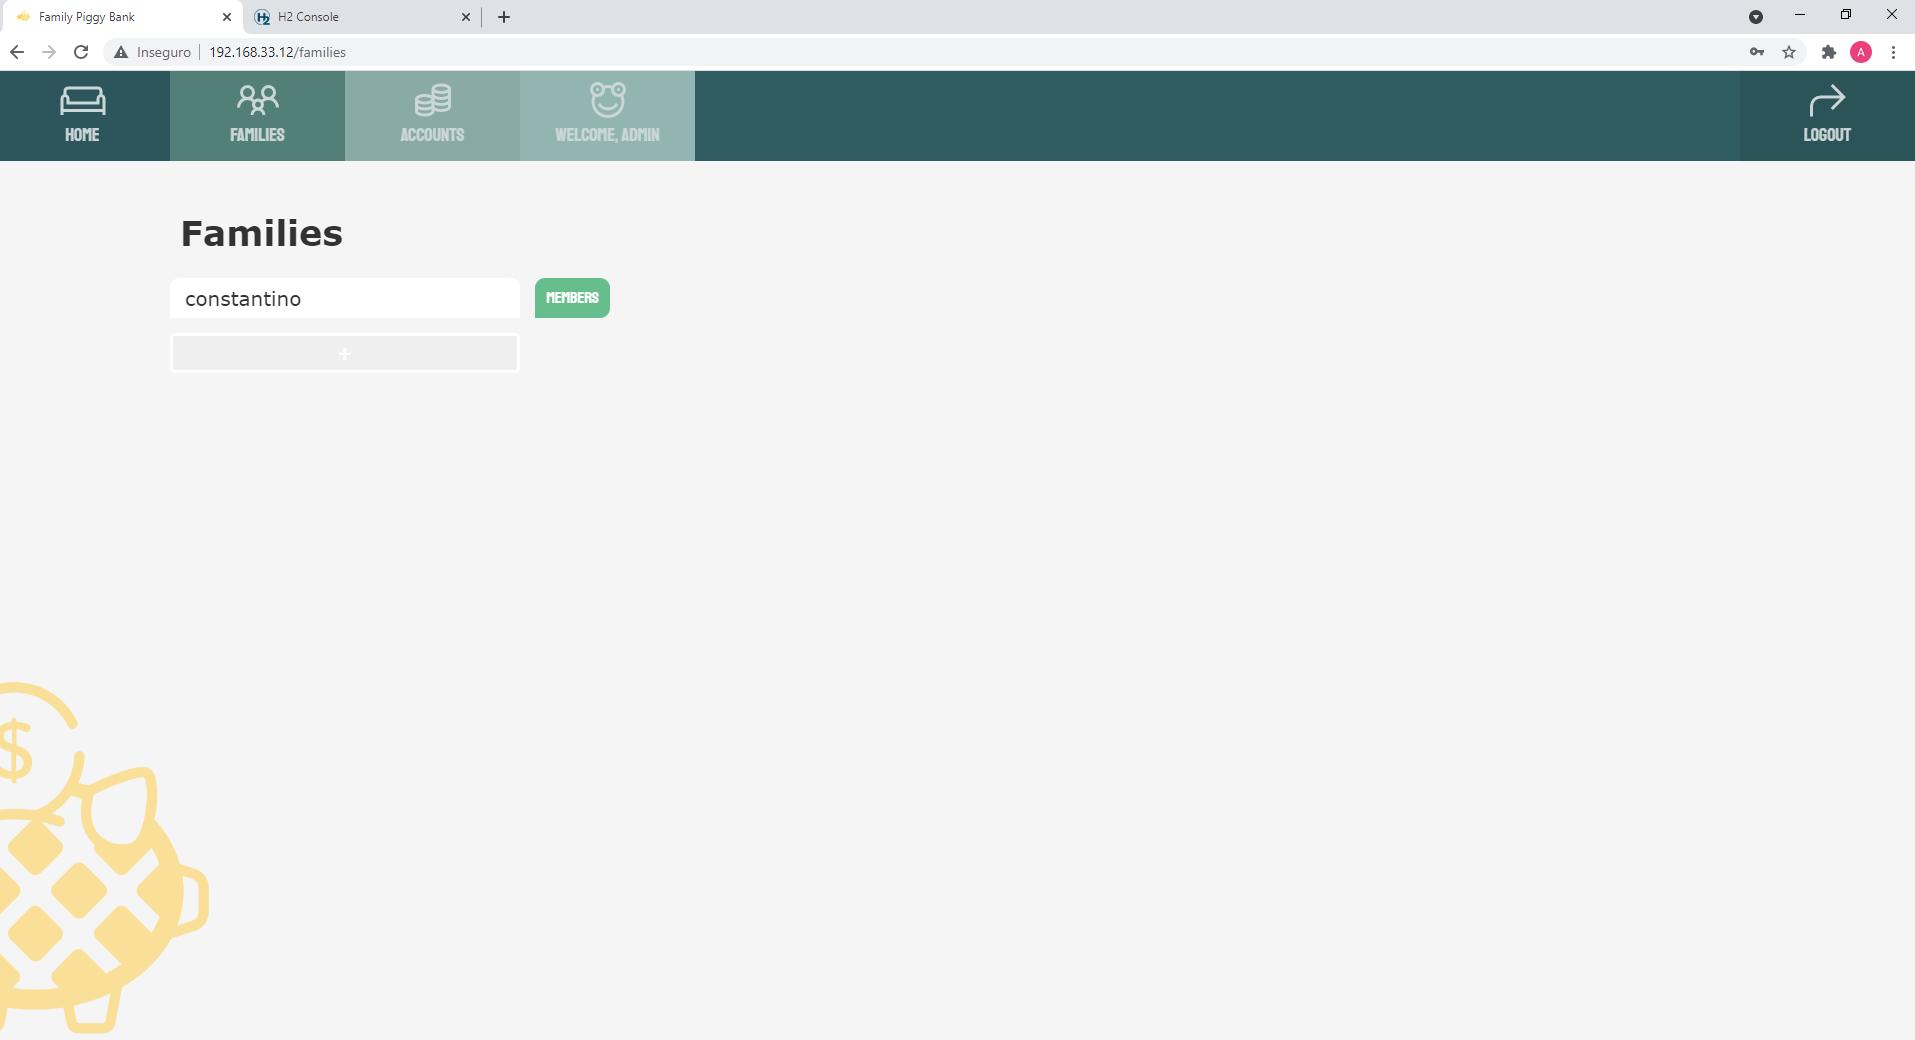 Family Piggy Bank
H2 Console
Inseguro
192.168.33.12/families
A
HOME
FAMILIES
ACCOUNTS
WELCOME, ADMIN
LOGOUT
Families
constantino
MEMBERS
+
$